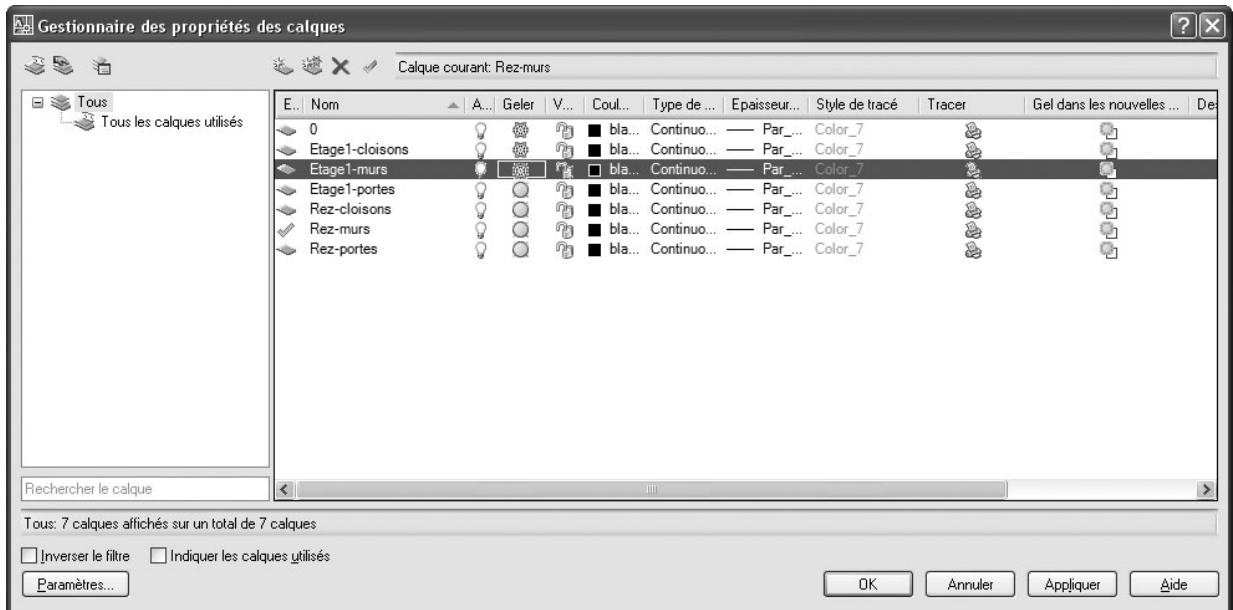 Gestionnaire des propriétés des calques
Calque courant: Rez-murs
Tous
Tous les calques utilisés
E.. Nom A... Geler V... Coul... Type de ... Epaisseur... Style de tracé Tracer Gel dans les nouvelles ... Des
0 bla... Continuo... Par_... Color_7
Etage1-cloisons bla... Continuo... Par_... Color_7
Etage1-murs bla... Continuo... Par_... Color_7
Etage1-portes bla... Continuo... Par_... Color_7
Rez-cloisons bla... Continuo... Par_... Color_7
Rez-murs bla... Continuo... Par_... Color_7
Rez-portes bla... Continuo... Par_... Color_7
Rechercher le calque
Tous: 7 calques affichés sur un total de 7 calques
Inverser le filtre Indiquer les calques utilisés
Paramètres... OK Annuler Appliquer Aide